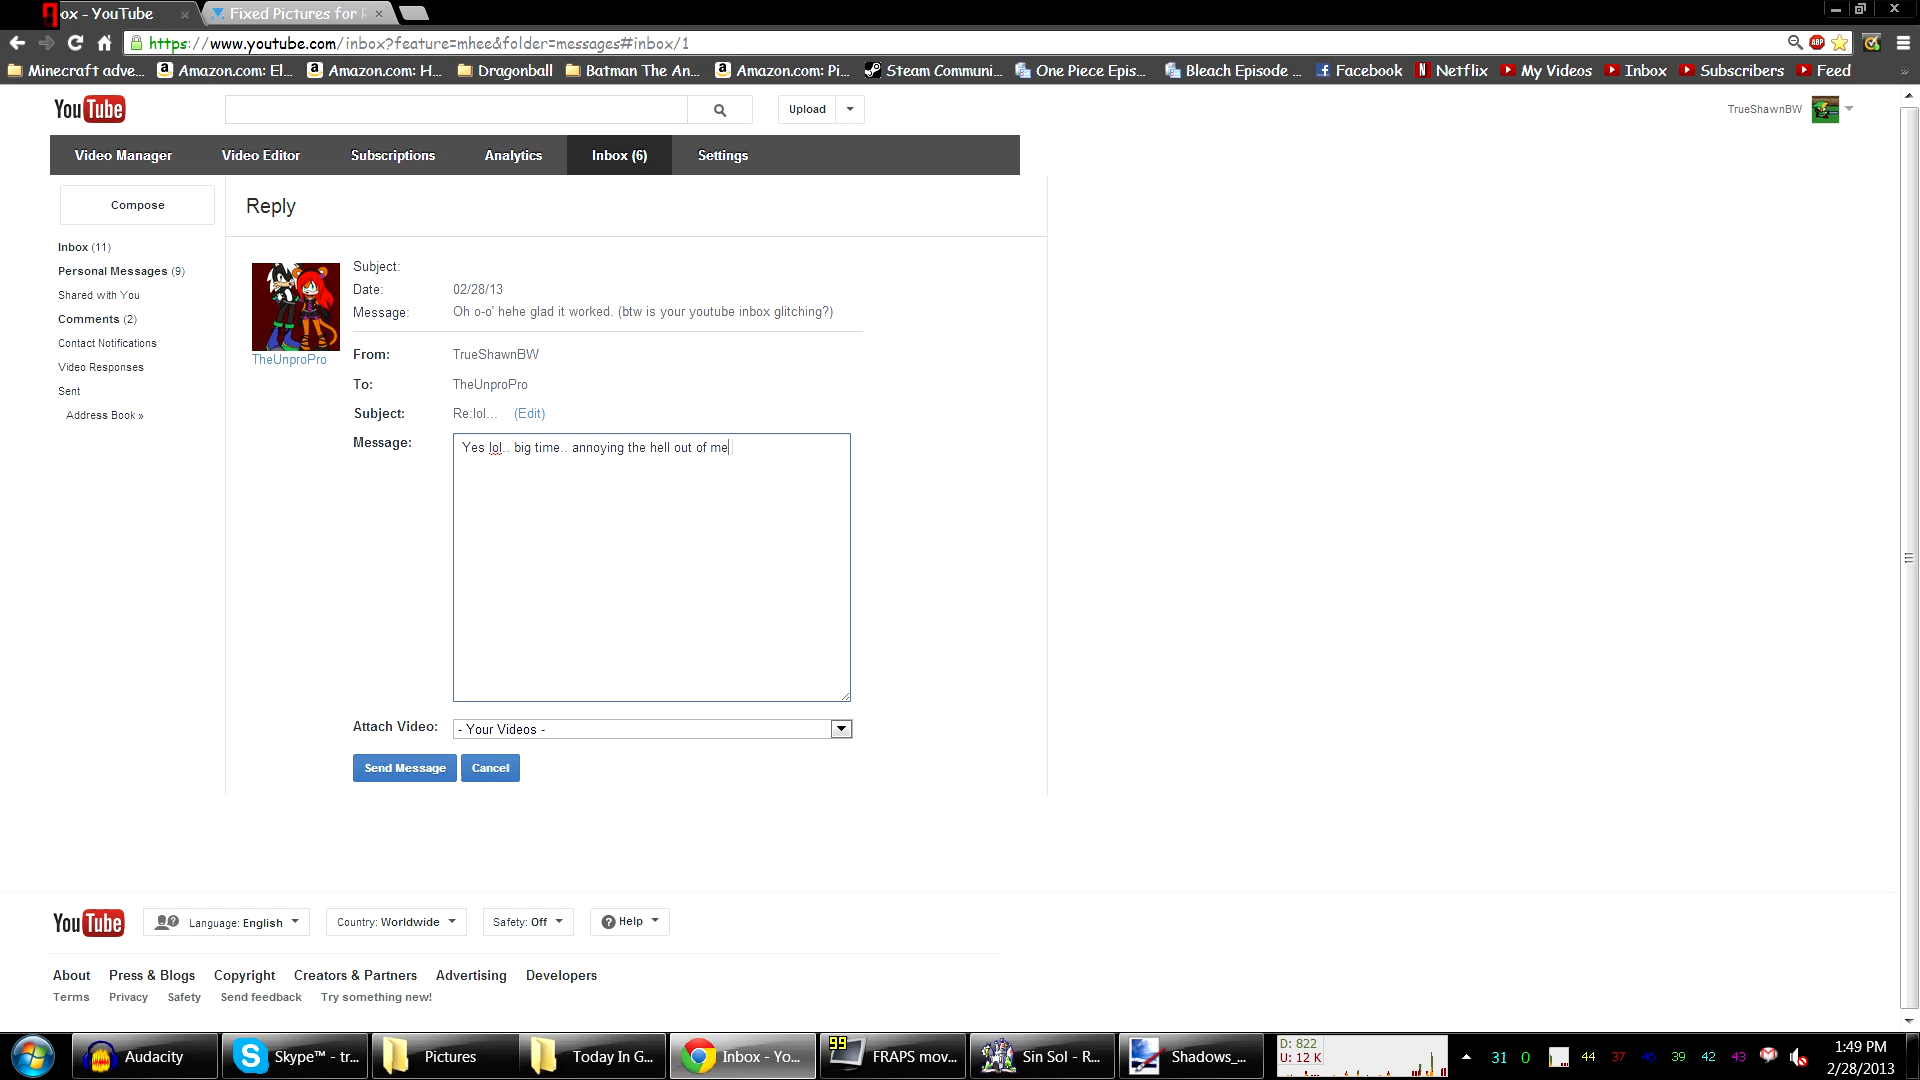 ox - YouTube
Fixed Pictures for
https://www.youtube.com/inbox?feature=mhee&folder=messages#inbox/1
ABP
Minecraft adve... Amazon.com: El... Amazon.com: H... Dragonball Batman The An... Amazon.com: Pi... Steam Communi... One Piece Epis... Bleach Episode ... Facebook Netflix My Videos Inbox Subscribers Feed »
YouTube
Upload
TrueShawnBW
Video Manager Video Editor Subscriptions Analytics Inbox (6) Settings
Compose
Inbox (11)
Personal Messages (9)
Shared with You
Comments (2)
Contact Notifications
Video Responses
Sent
Address Book »
Reply
TheUnproPro
Subject:
Date: 02/28/13
Message: Oh o-o' hehe glad it worked. (btw is your youtube inbox glitching?)
From: TrueShawnBW
To: TheUnproPro
Subject: Re:lol... (Edit)
Message: Yes lol.. big time.. annoying the hell out of me
Attach Video: - Your Videos -
Send Message Cancel
YouTube Language: English Country: Worldwide Safety: Off Help
About Press & Blogs Copyright Creators & Partners Advertising Developers
Terms Privacy Safety Send feedback Try something new!
Audacity Skype™ - tr... Pictures Today In G... Inbox - Yo... 99 FRAPS mov... Sin Sol - R... Shadows_...
D: 822
U: 12 K
31 0 44 37 40 39 42 43
1:49 PM
2/28/2013